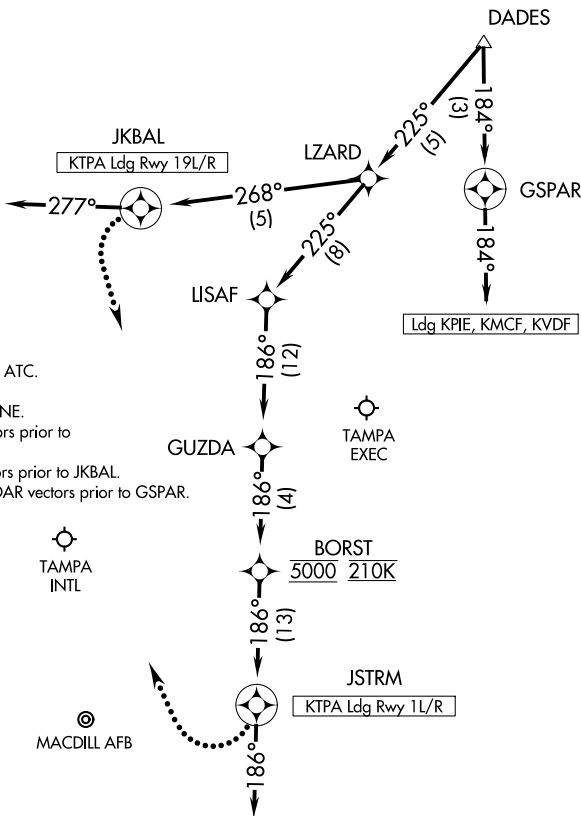 DADES
184°
(3)
225°
(5)
JKBAL
KTPA Ldg Rwy 19L/R
LZARD
277°
268°
(5)
GSPAR
184°
225°
(8)
Ldg KPIE, KMCF, KVDF
LISAF
186°
(12)
ATC.
NE.
ors prior to
ors prior to JKBAL.
DAR vectors prior to GSPAR.
TAMPA
EXEC
GUZDA
186°
(4)
TAMPA
INTL
BORST
5000 210K
186°
(13)
JSTRM
KTPA Ldg Rwy 1L/R
MACDILL AFB
186°